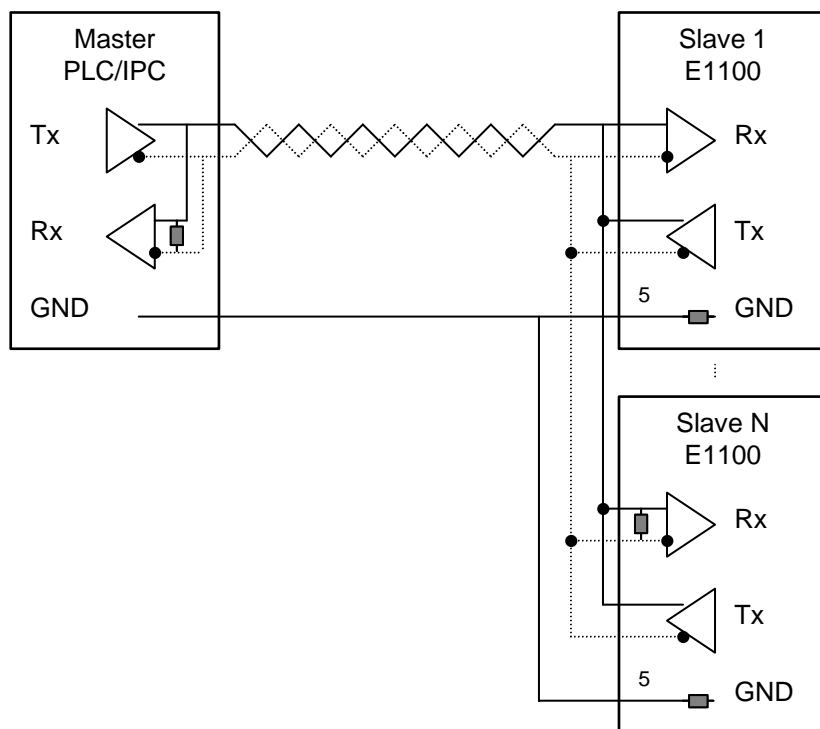 Master
PLC/IPC
Tx
Rx
GND
Slave 1
E1100
Rx
Tx
5
GND
Slave N
E1100
Rx
Tx
5
GND